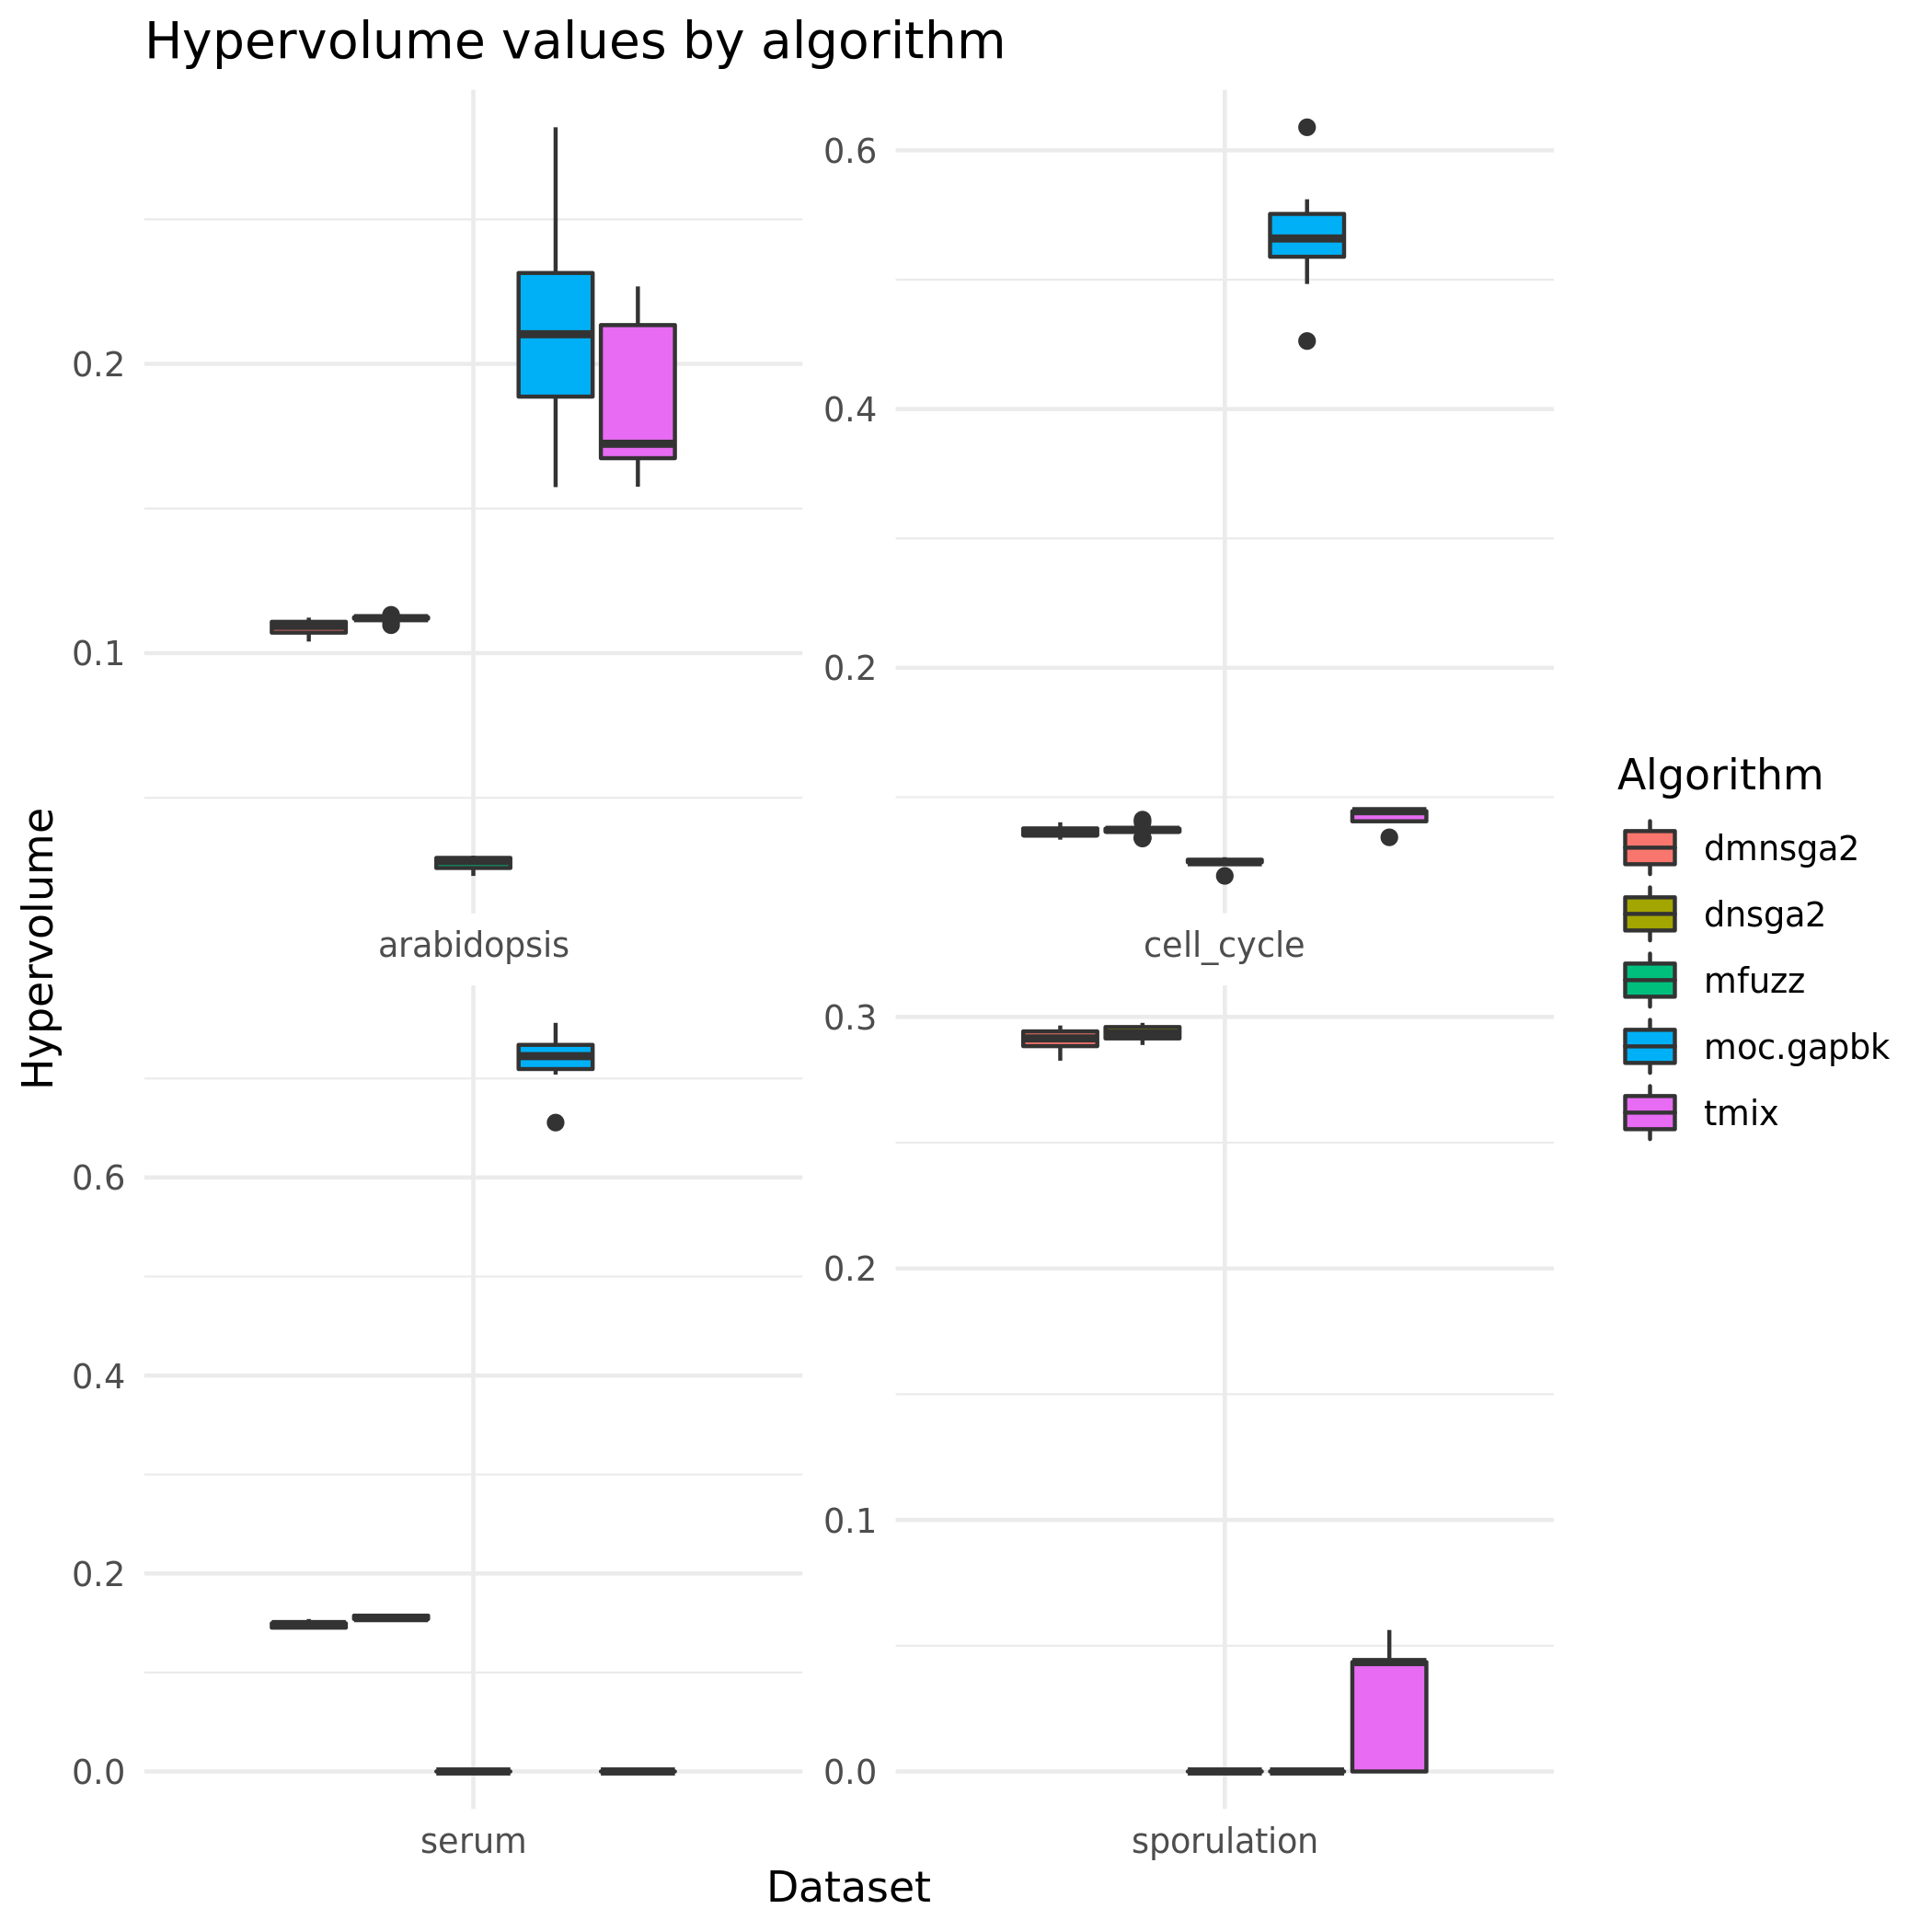 Hypervolume values by algorithm
Hypervolume
0.2
0.1
arabidopsis
0.6
0.4
0.2
cell_cycle
0.6
0.4
0.2
0.0
serum
0.3
0.2
0.1
0.0
sporulation
Dataset
Algorithm
dmnsga2
dnsga2
mfuzz
moc.gapbk
tmix